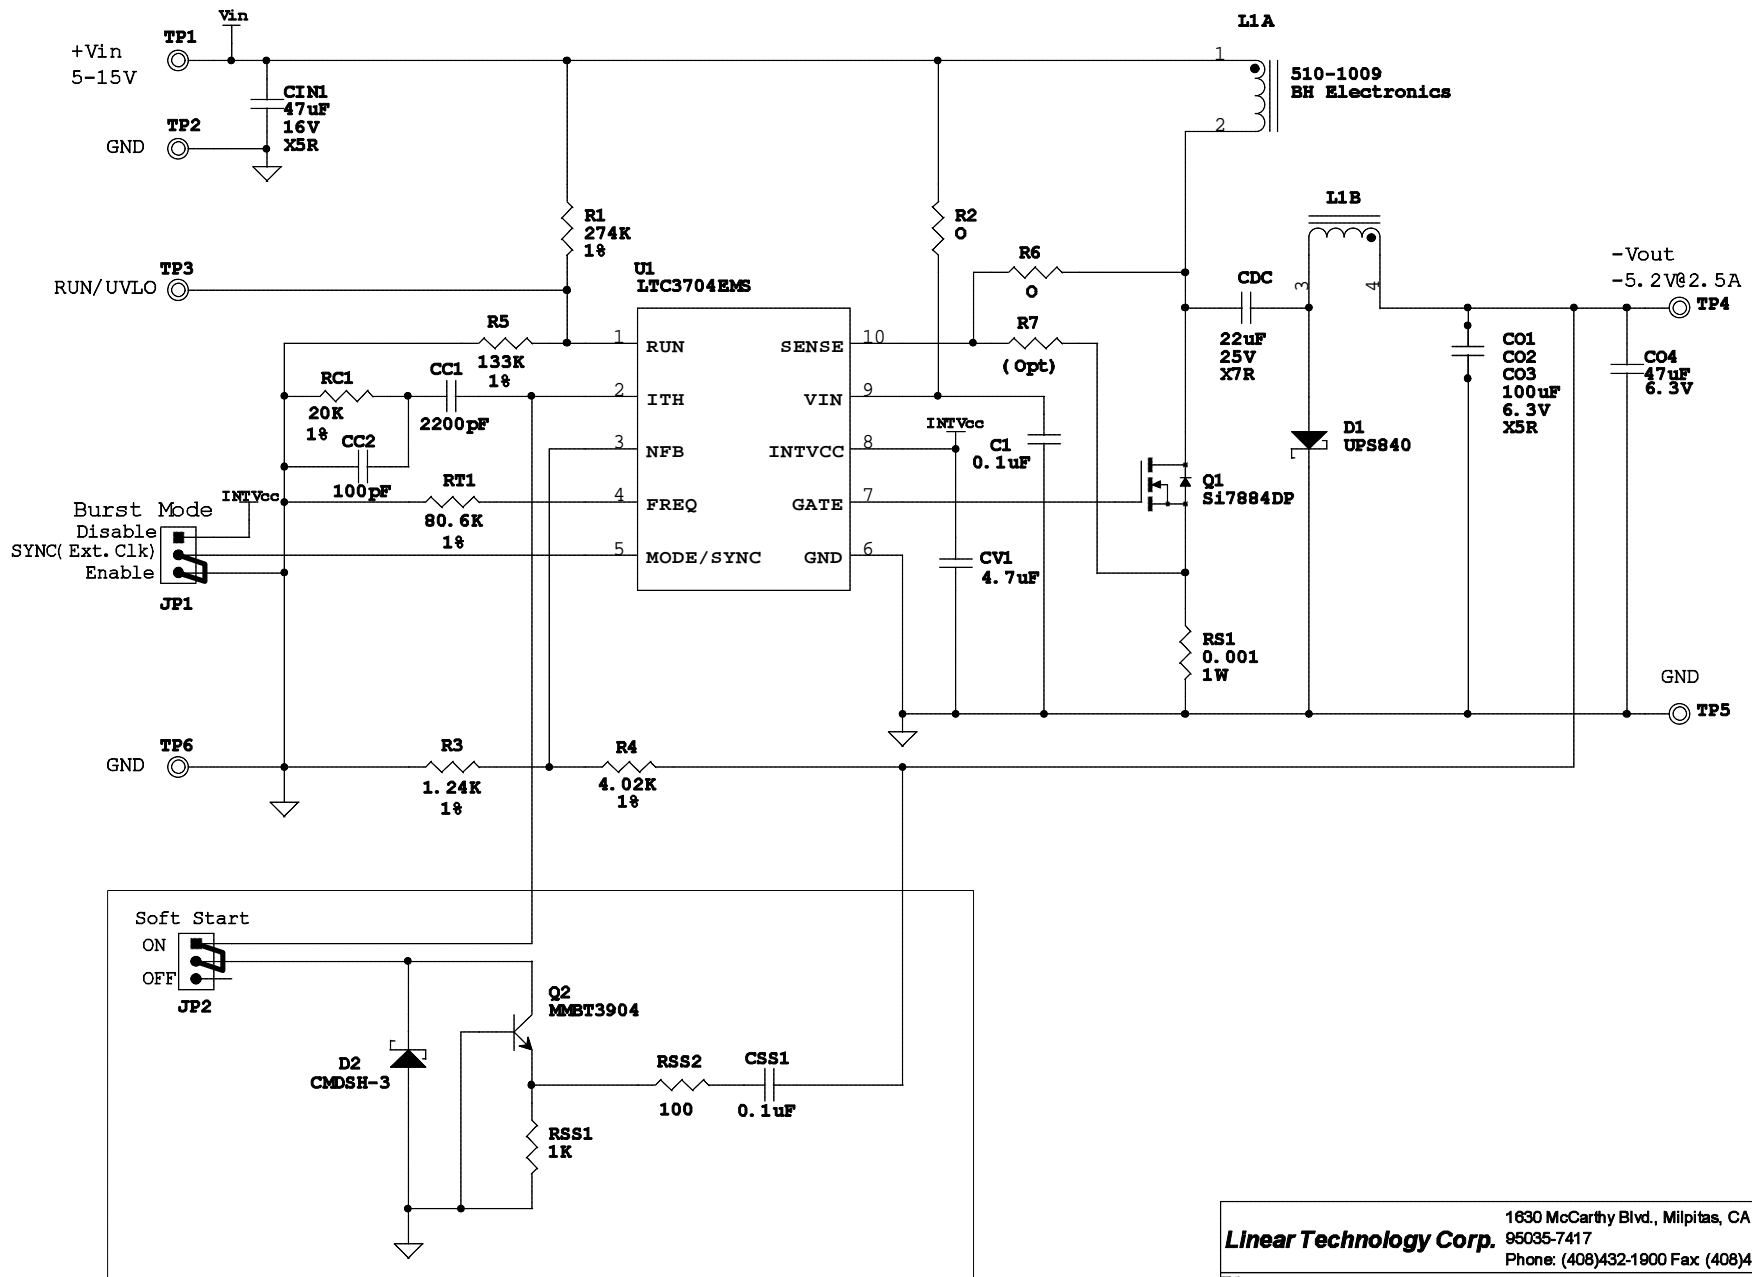 Vin
L1A
TP1
+Vin
5-15V
1
510-1009
BH Electronics
CIN1
47uF
16V
X5R
TP2
GND
2
L1B
R1
274K
1%
R2
0
-Vout
-5.2V@2.5A
TP4
TP3
RUN/UVLO
U1
LTC3704EMS
R6
0
CDC
3
4
R5
133K
1%
1
RUN
SENSE
10
R7
(Opt)
22uF
25V
X7R
CO1
CO2
CO3
100uF
6.3V
X5R
CO4
47uF
6.3V
RC1
20K
1%
CC1
2200pF
2
ITH
VIN
9
INTVcc
D1
UPS840
CC2
100pF
3
NFB
INTVCC
8
C1
0.1uF
RT1
80.6K
1%
4
FREQ
GATE
7
Q1
Si7884DP
INTVcc
Burst Mode
Disable
SYNC(Ext.Clk)
Enable
JP1
5
MODE/SYNC
GND
6
CV1
4.7uF
RS1
0.001
1W
GND
TP5
TP6
GND
R3
1.24K
1%
R4
4.02K
1%
Soft Start
ON
OFF
JP2
Q2
MMBT3904
D2
CMDSH-3
RSS2
100
CSS1
0.1uF
RSS1
1K
Linear Technology Corp.
1630 McCarthy Blvd., Milpitas, CA
95035-7417
Phone: (408)432-1900 Fax: (408)4